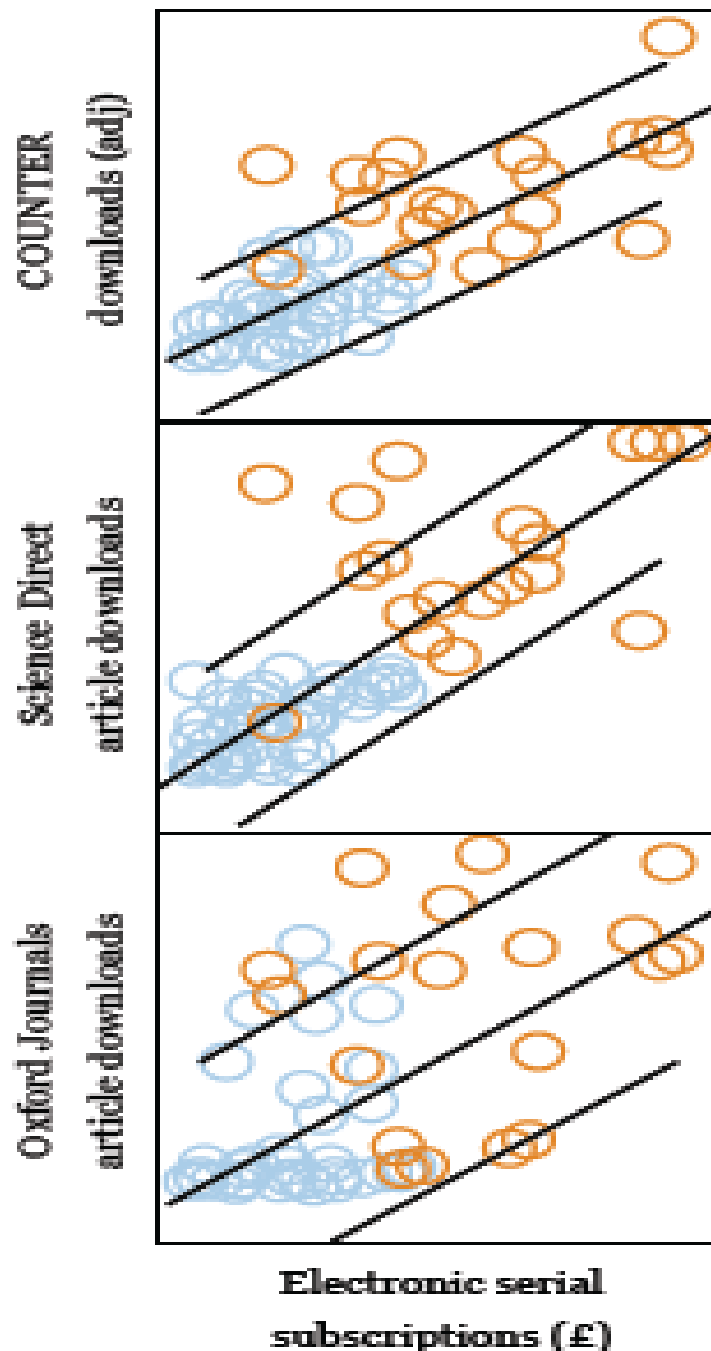 COUNTER
downloads (adj)
Science Direct
article downloads
Oxford Journals
article downloads
Electronic serial
subscriptions (£)